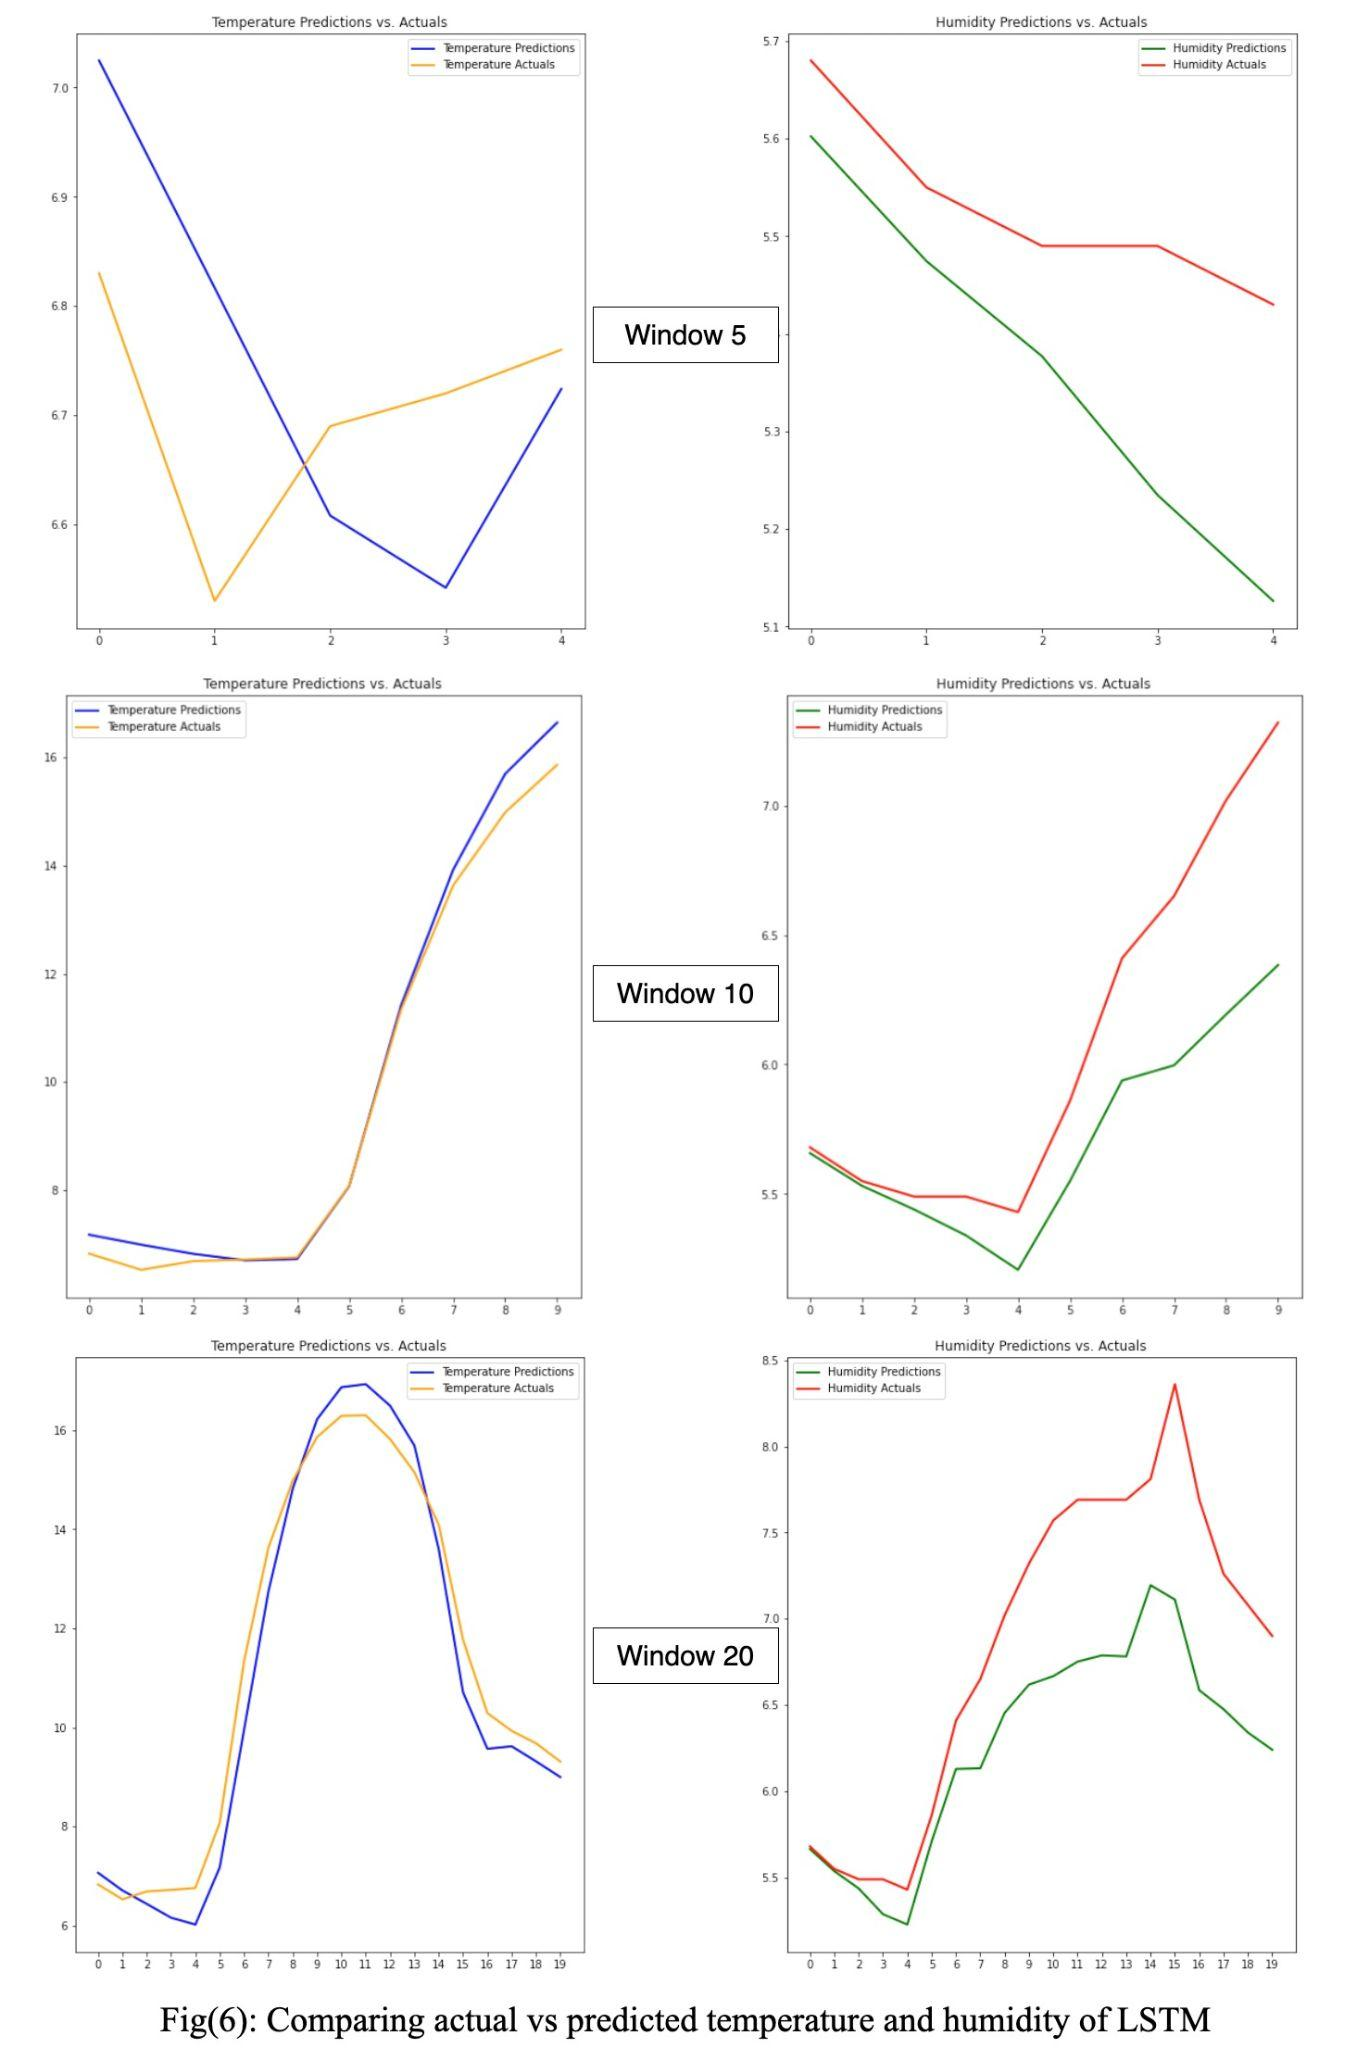 Temperature Predictions vs. Actuals
Temperature Predictions
Temperature Actuals
7.0
6.9
6.8
6.7
6.6
0 1 2 3 4
Humidity Predictions vs. Actuals
Humidity Predictions
Humidity Actuals
5.7
5.6
5.5
5.3
5.2
5.1
0 1 2 3 4
Window 5
Temperature Predictions vs. Actuals
Temperature Predictions
Temperature Actuals
16
14
12
10
8
0 1 2 3 4 5 6 7 8 9
Humidity Predictions vs. Actuals
Humidity Predictions
Humidity Actuals
7.0
6.5
6.0
5.5
0 1 2 3 4 5 6 7 8 9
Window 10
Temperature Predictions vs. Actuals
Temperature Predictions
Temperature Actuals
16
14
12
10
8
6
0 1 2 3 4 5 6 7 8 9 10 11 12 13 14 15 16 17 18 19
Humidity Predictions vs. Actuals
Humidity Predictions
Humidity Actuals
8.5
8.0
7.5
7.0
6.5
6.0
5.5
0 1 2 3 4 5 6 7 8 9 10 11 12 13 14 15 16 17 18 19
Window 20
Fig(6): Comparing actual vs predicted temperature and humidity of LSTM